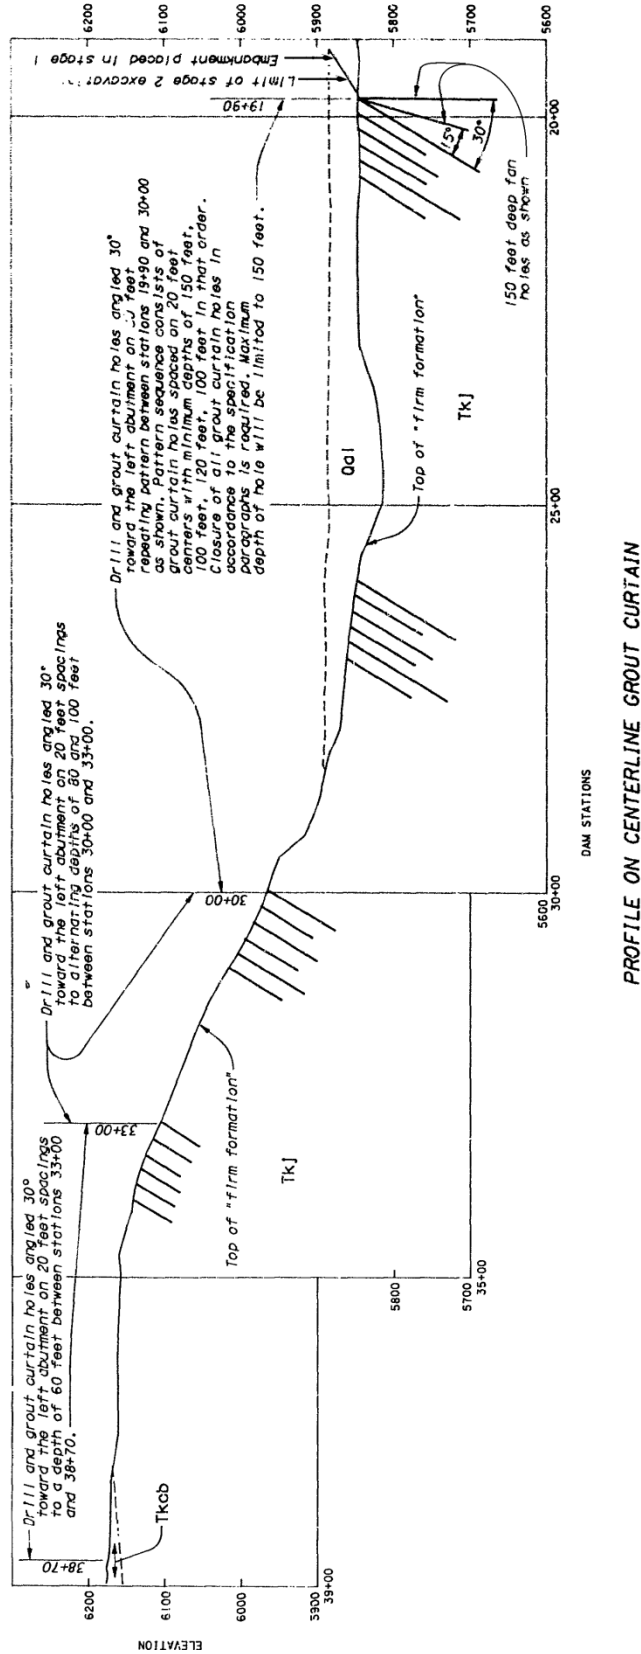 Drill and grout curtain holes angled 30°
toward the left abutment on 20 feet spacings
to a depth of 60 feet between stations 33+00
and 38+70.
Drill and grout curtain holes angled 30°
toward the left abutment on 20 feet spacings
to alternating depths of 80 and 100 feet
between stations 30+00 and 33+00.
Drill and grout curtain holes angled 30°
toward the left abutment on feet
repeating pattern between stations 19+90 and 30+00
as shown. Pattern sequence consists of
grout curtain holes spaced on 20 feet
centers with minimum depths of 150 feet,
100 feet, 120 feet, 100 feet in that order.
Closure of all grout curtain holes in
accordance to the specification
paragraphs is required. Maximum
depth of hole will be limited to 150 feet.
Limit of stage 2
Embankment placed in stage 1
38+70
33+00
30+00
19+90
ELEVATION
6200
6100
6000
5900
39+00
5800
5700
35+00
5600
30+00
25+00
20+00
6200
6100
6000
5900
5800
5700
5600
Tkcb
Top of "firm formation"
Tkj
Qal
Top of "firm formation"
Tkj
15°
30°
150 feet deep fan
holes as shown
DAM STATIONS
PROFILE ON CENTERLINE GROUT CURTAIN